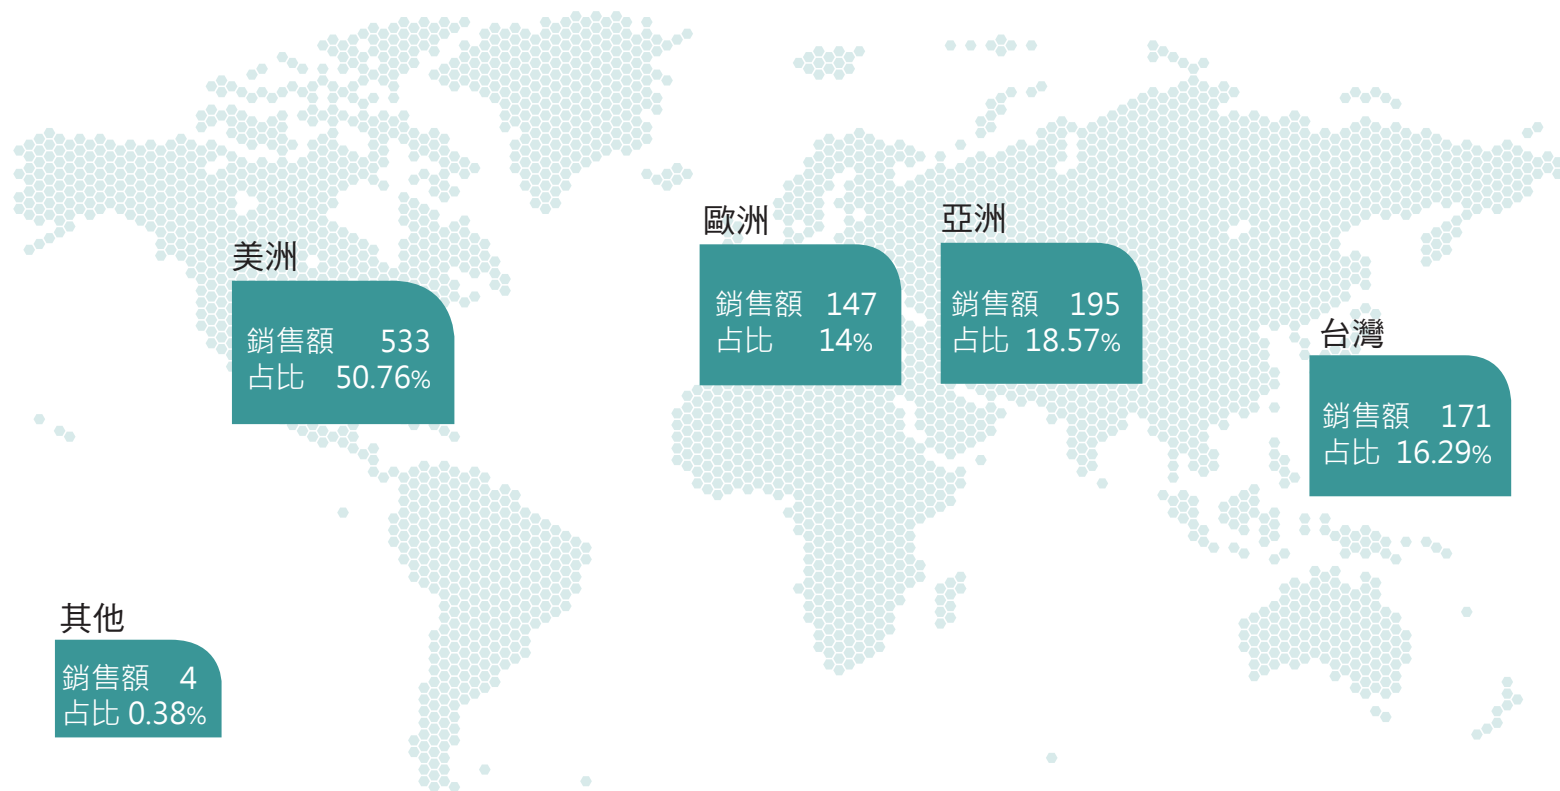 美洲
銷售額 533
占比 50.76%
歐洲
銷售額 147
占比 14%
亞洲
銷售額 195
占比 18.57%
台灣
銷售額 171
占比 16.29%
其他
銷售額 4
占比 0.38%